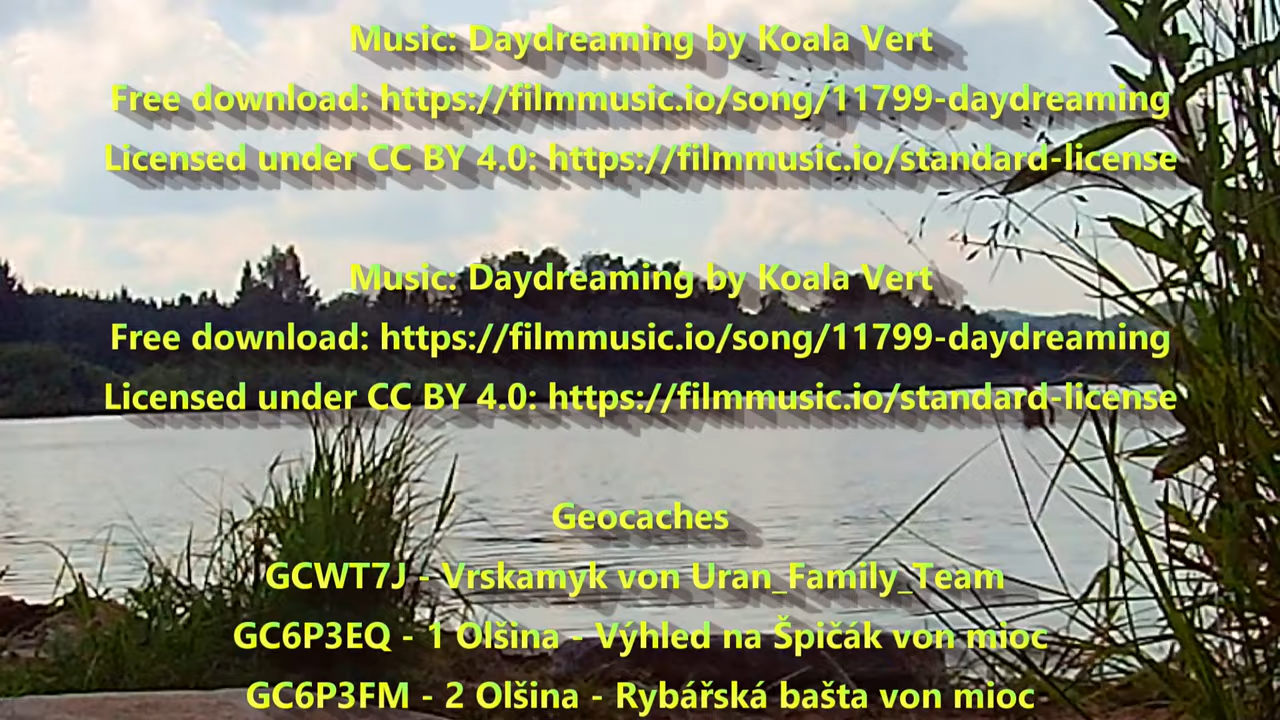 Music: Daydreaming by Koala Vert
Free download: https://filmmusic.io/song/11799-daydreaming
Licensed under CC BY 4.0: https://filmmusic.io/standard-license
Music: Daydreaming by Koala Vert
Free download: https://filmmusic.io/song/11799-daydreaming
Licensed under CC BY 4.0: https://filmmusic.io/standard-license
Geocaches
GCWT7J - Vrskamyk von Uran_Family_Team
GC6P3EQ - 1 Olšina - Výhled na Špičák von mioc
GC6P3FM - 2 Olšina - Rybářská bašta von mioc